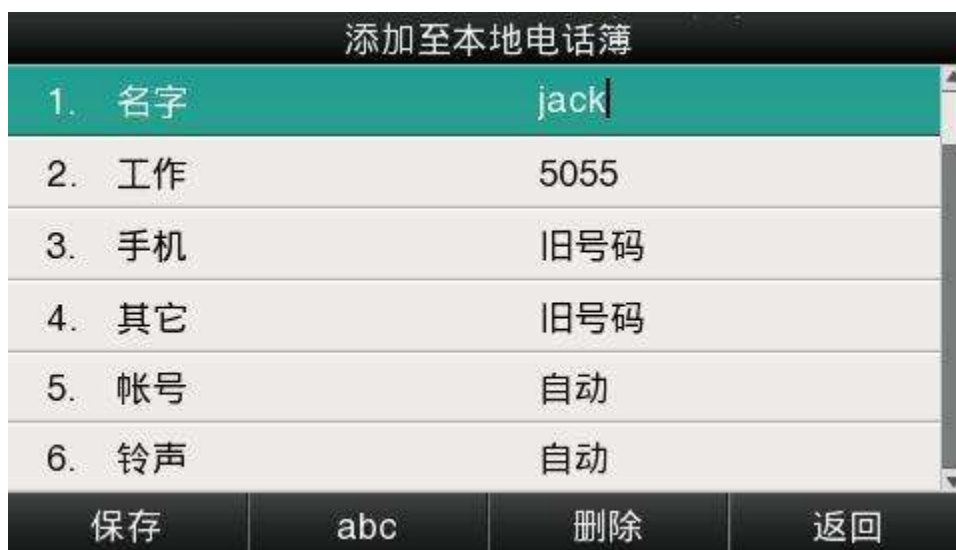 添加至本地电话簿
1. 名字 jack
2. 工作 5055
3. 手机 旧号码
4. 其它 旧号码
5. 帐号 自动
6. 铃声 自动
保存 abc 删除 返回